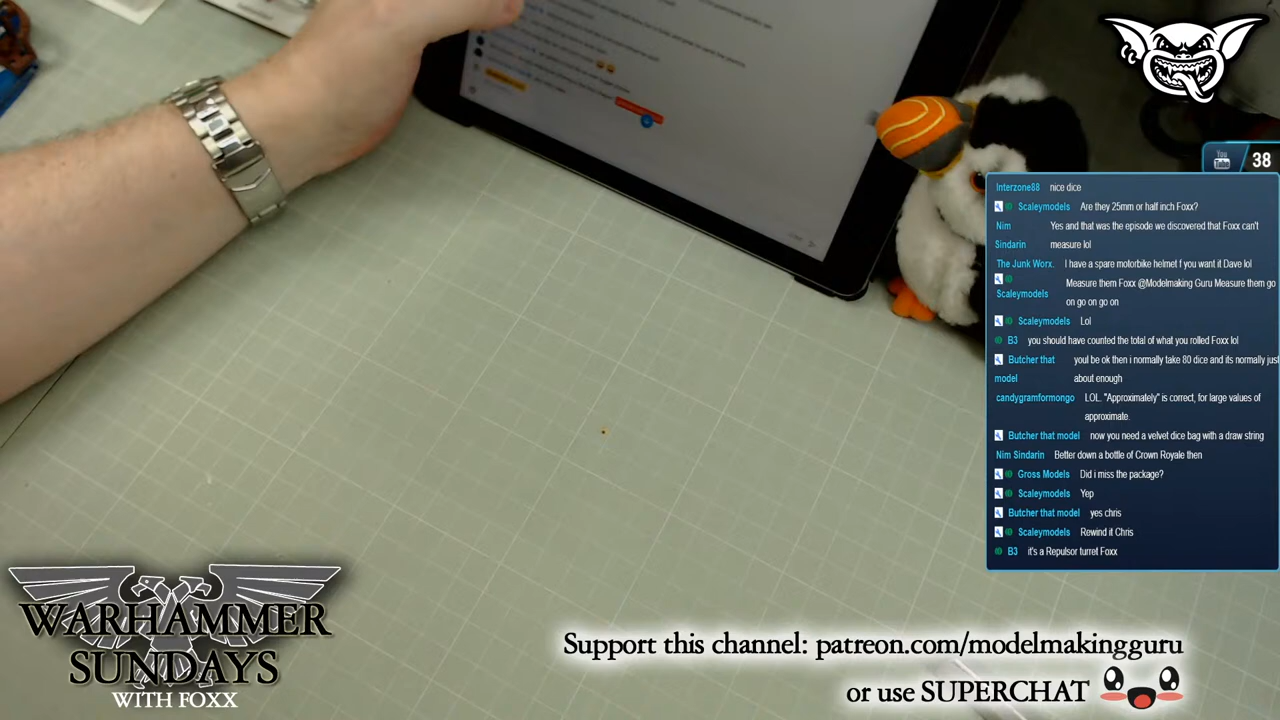 You
Tube
38
Interzone88 nice dice
Scaleymodels Are they 25mm or half inch Foxx?
Nim Yes and that was the episode we discovered that Foxx can't
Sindarin measure lol
The Junk Worx. I have a spare motorbike helmet f you want it Dave lol
Measure them Foxx @Modelmaking Guru Measure them go
Scaleymodels on go on go on
Scaleymodels Lol
B3 you should have counted the total of what you rolled Foxx lol
Butcher that youl be ok then i normally take 80 dice and its normally just
model about enough
candygramformongo LOL. "Approximately" is correct, for large values of
approximate.
Butcher that model now you need a velvet dice bag with a draw string
Nim Sindarin Better down a bottle of Crown Royale then
Gross Models Did i miss the package?
Scaleymodels Yep
Butcher that model yes chris
Scaleymodels Rewind it Chris
B3 it's a Repulsor turret Foxx
WARHAMMER
SUNDAYS
WITH FOXX
Support this channel: patreon.com/modelmakingguru
or use SUPERCHAT